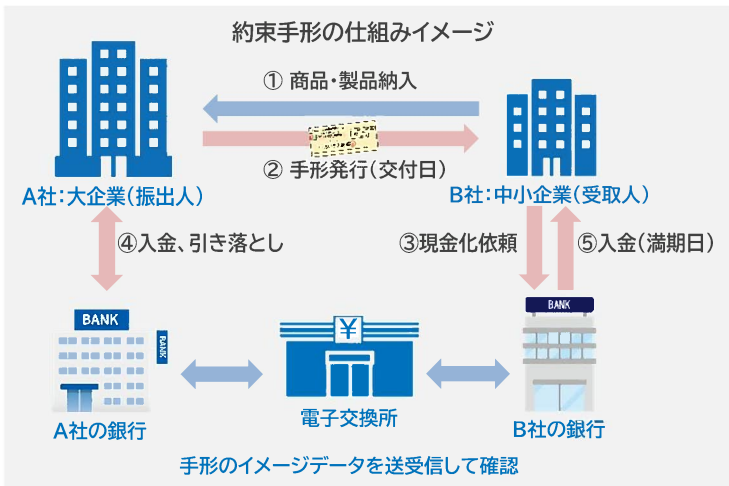 約束手形の仕組みイメージ
① 商品・製品納入
② 手形発行(交付日)
A社:大企業(振出人)
B社:中小企業(受取人)
④入金、引き落とし
③現金化依頼
⑤入金(満期日)
BANK
BANK
¥
BANK
A社の銀行
電子交換所
B社の銀行
手形のイメージデータを送受信して確認